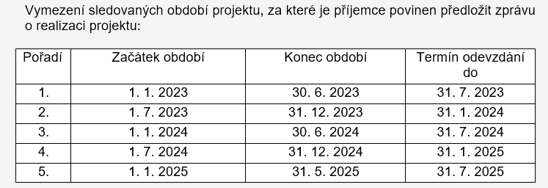 Vymezení sledovaných období projektu, za které je příjemce povinen předložit zprávu
o realizaci projektu:
Pořadí Začátek období Konec období Termín odevzdání
do
1. 1. 1. 2023 30. 6. 2023 31. 7. 2023
2. 1. 7. 2023 31. 12. 2023 31. 1. 2024
3. 1. 1. 2024 30. 6. 2024 31. 7. 2024
4. 1. 7. 2024 31. 12. 2024 31. 1. 2025
5. 1. 1. 2025 31. 5. 2025 31. 7. 2025